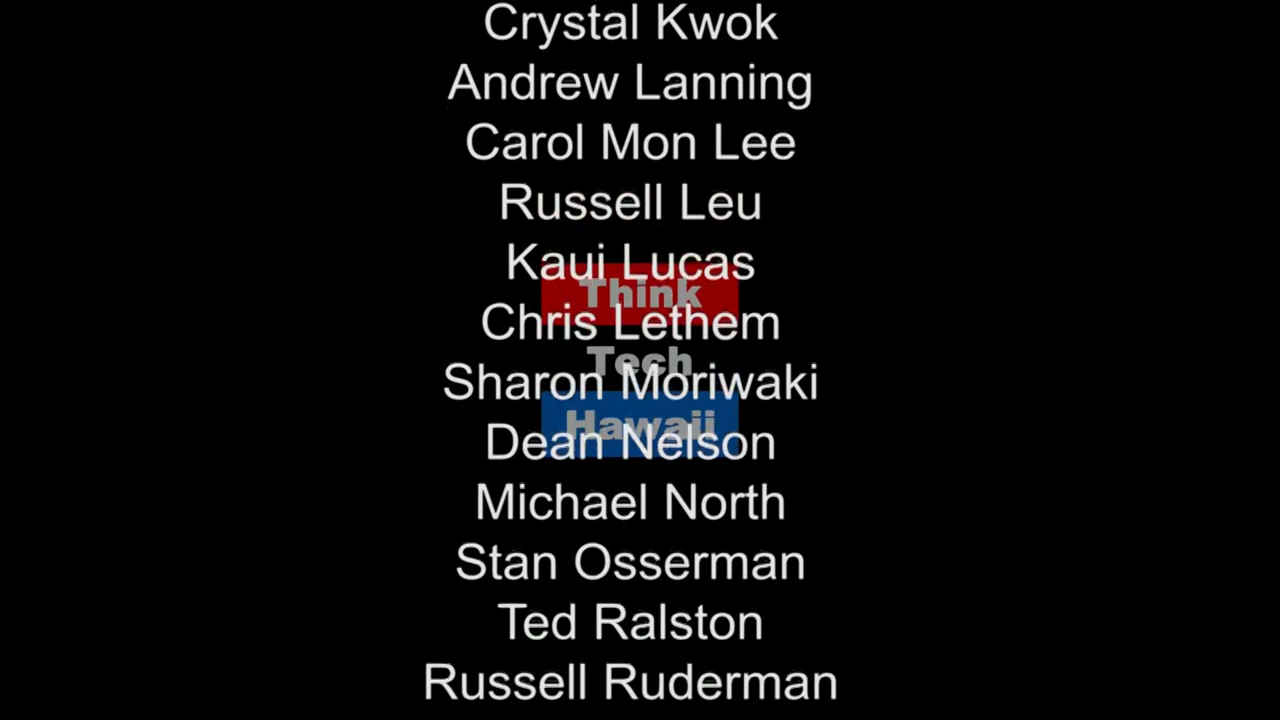 Crystal Kwok
Andrew Lanning
Carol Mon Lee
Russell Leu
Kaui Lucas
Think
Chris Lethem
Tech
Sharon Moriwaki
Hawaii
Dean Nelson
Michael North
Stan Osserman
Ted Ralston
Russell Ruderman